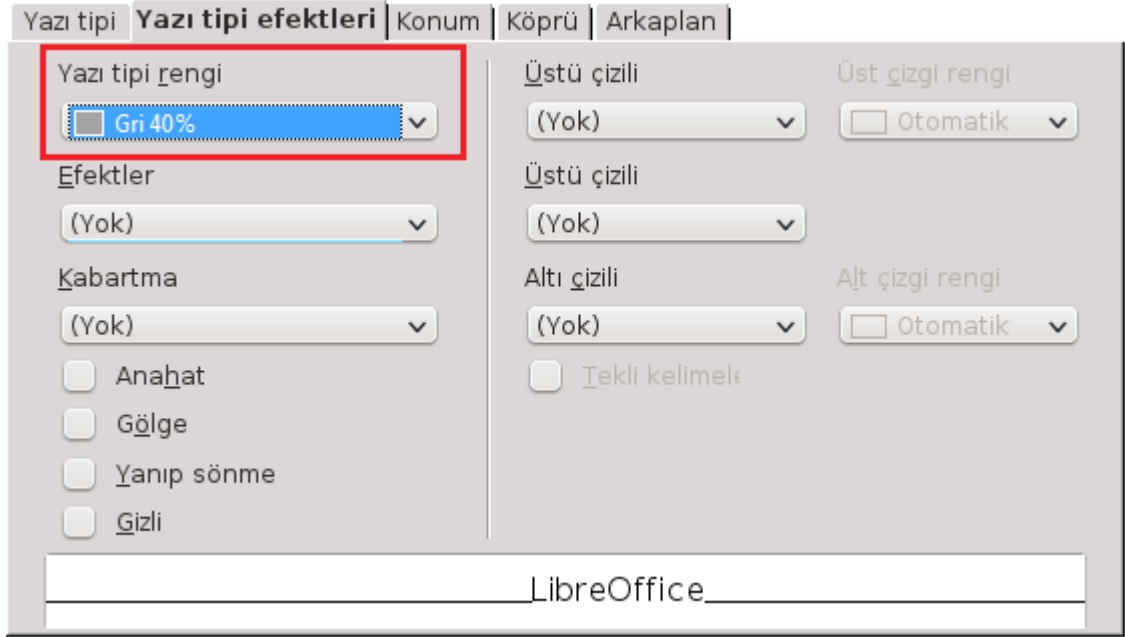 Yazı tipi Yazı tipi efektleri Konum Köprü Arkaplan
Yazı tipi rengi
Gri 40%
Efektler
(Yok)
Kabartma
(Yok)
Anahat
Gölge
Yanıp sönme
Gizli
Üstü çizili Üst çizgi rengi
(Yok) Otomatik
Üstü çizili
(Yok)
Altı çizili Alt çizgi rengi
(Yok) Otomatik
Tekli
LibreOffice